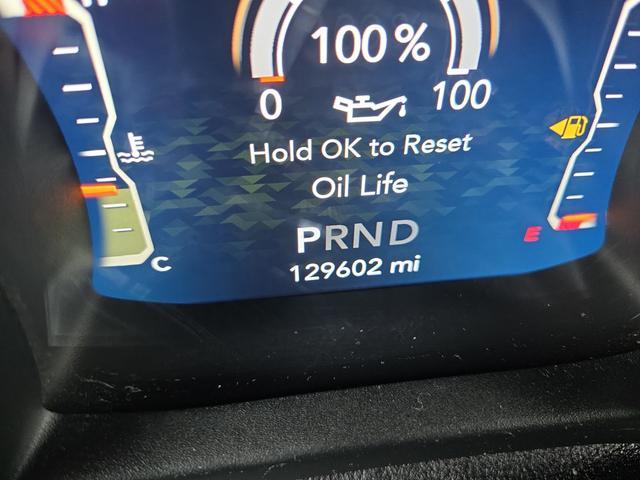 100%
0
100
Hold OK to Reset
Oil Life
PRND
129602 mi
C
E